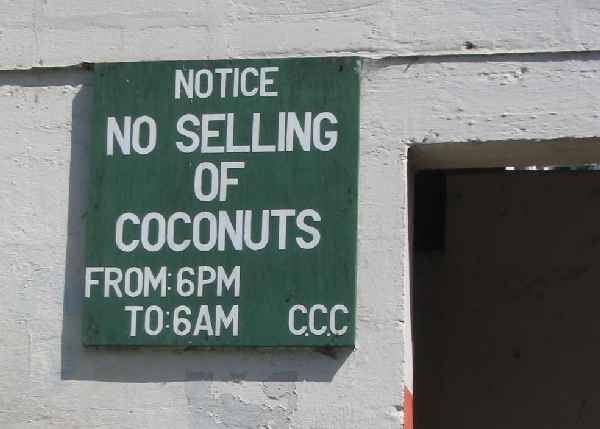 NOTICE
NO SELLING
OF
COCONUTS
FROM:6PM
TO:6AM C.C.C